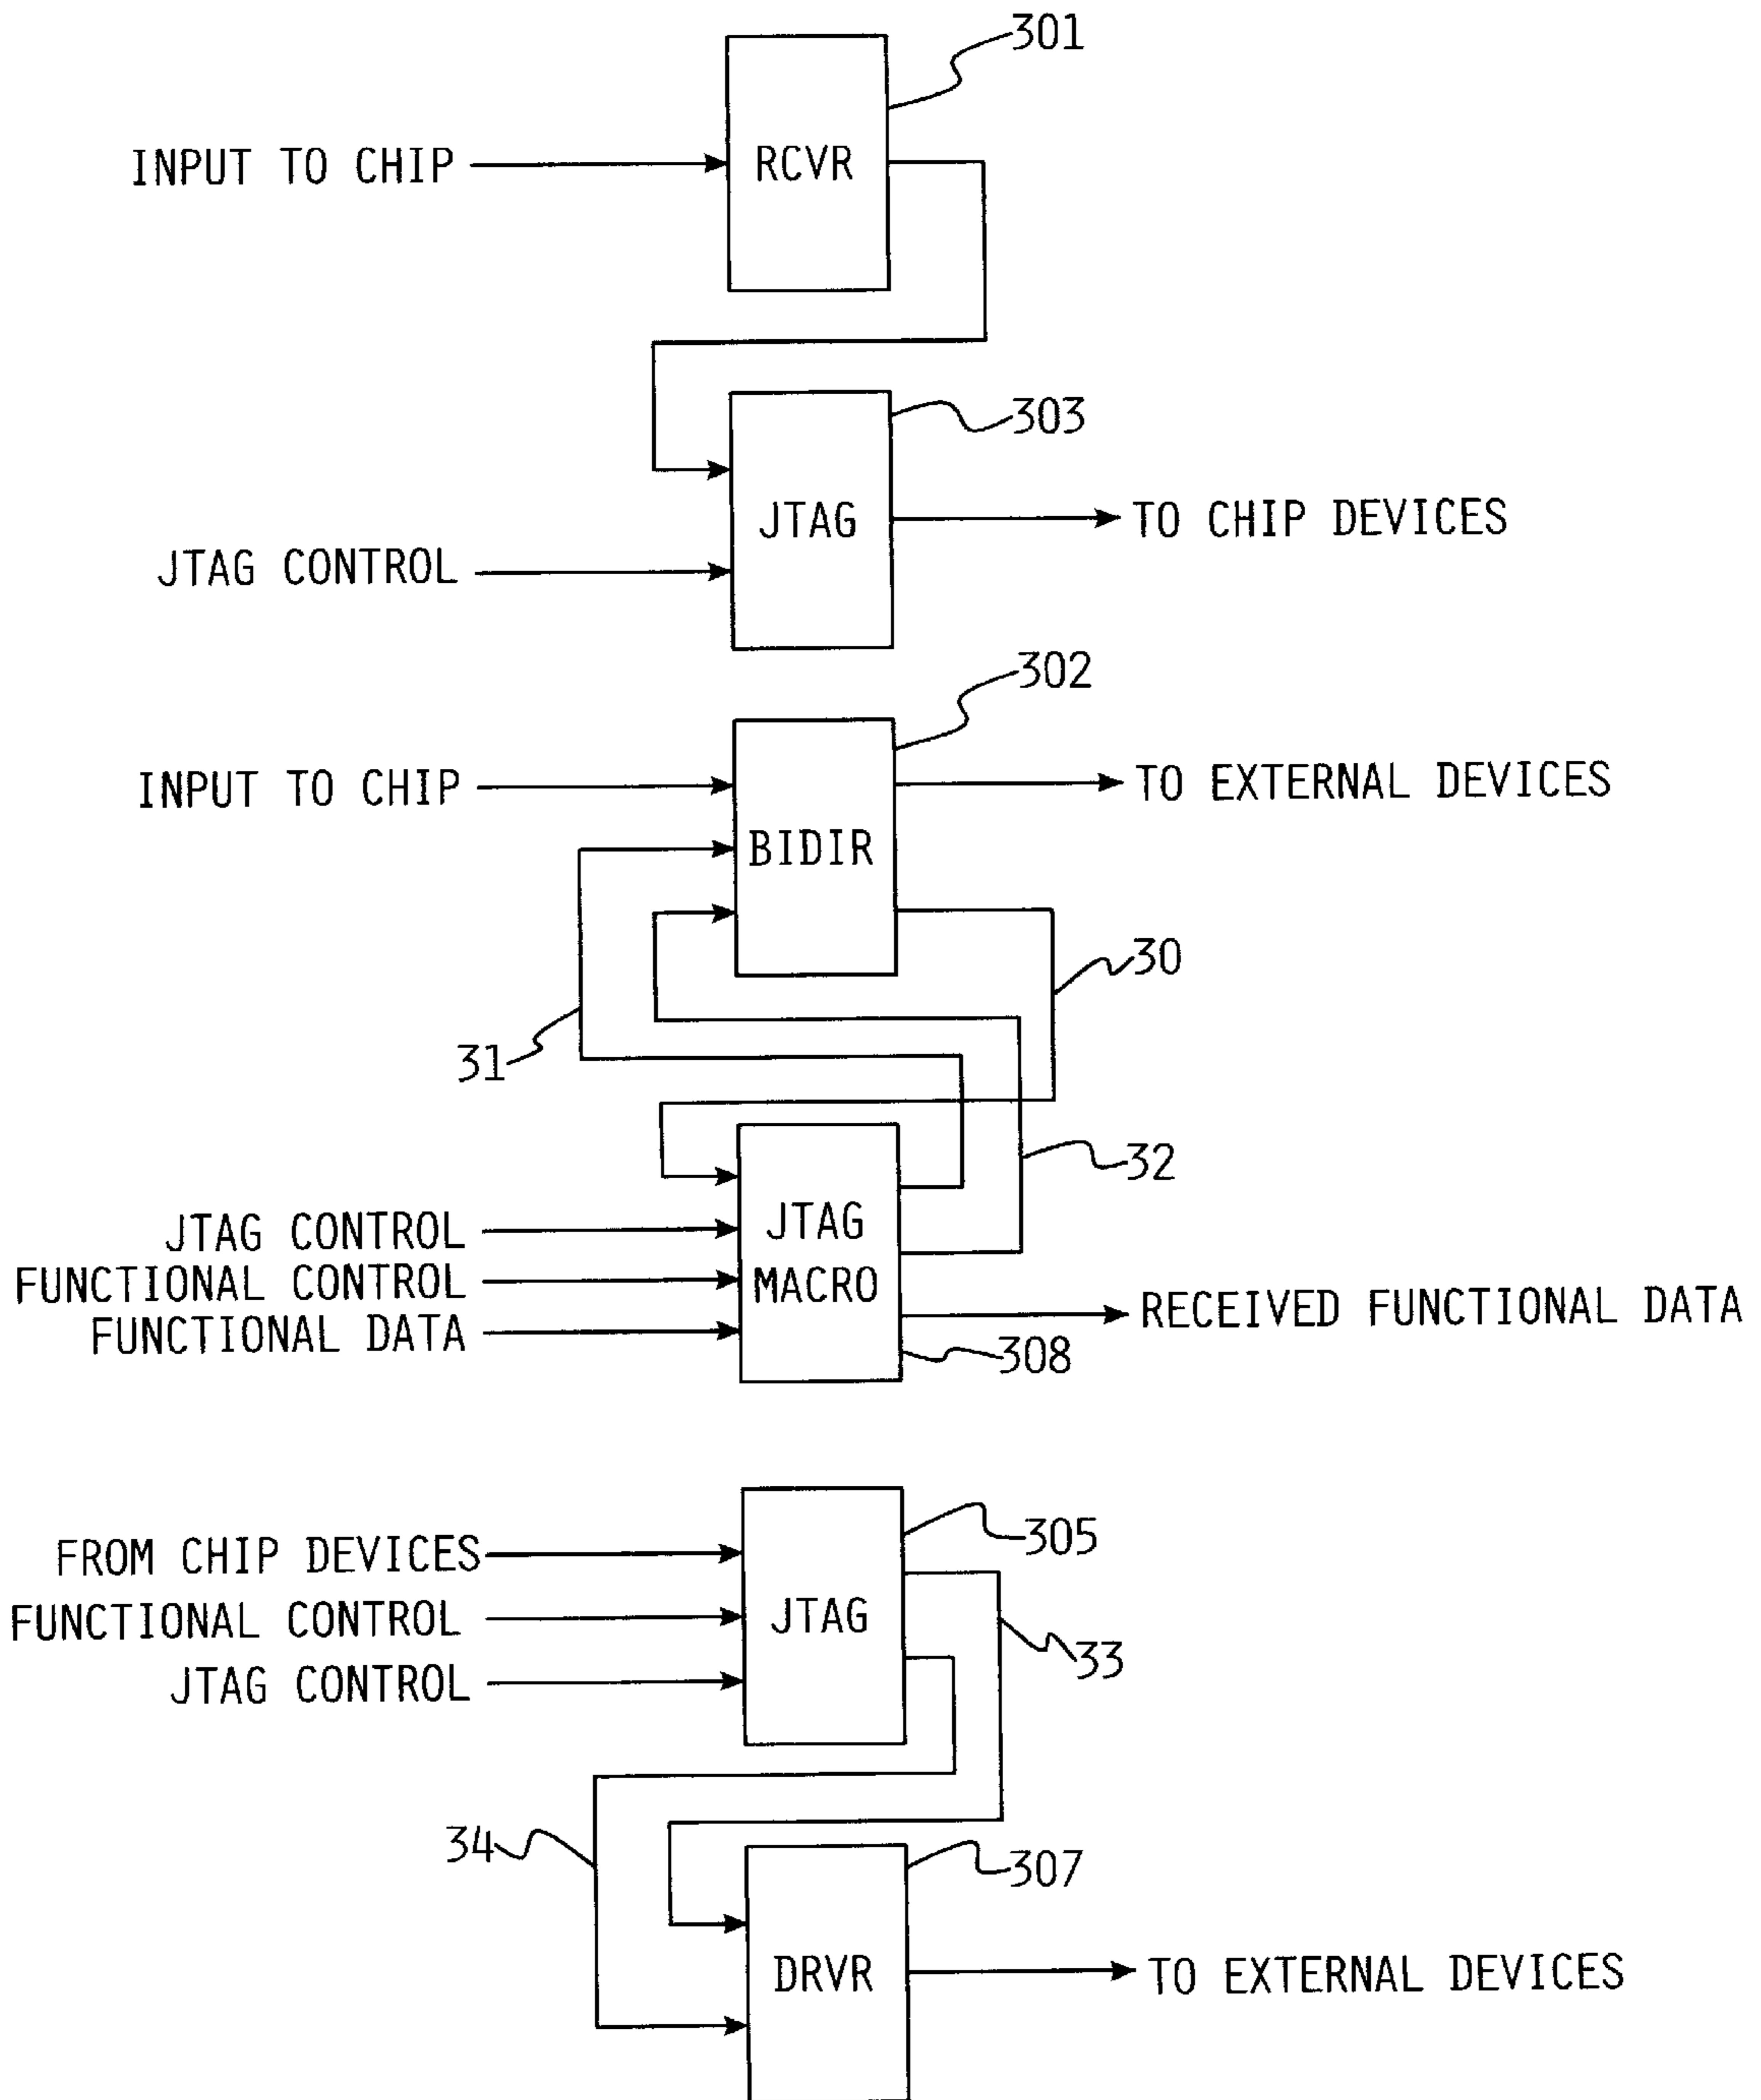 301
INPUT TO CHIP
RCVR
303
JTAG
TO CHIP DEVICES
JTAG CONTROL
302
INPUT TO CHIP
TO EXTERNAL DEVICES
BIDIR
30
31
32
JTAG CONTROL
JTAG
FUNCTIONAL CONTROL
MACRO
RECEIVED FUNCTIONAL DATA
FUNCTIONAL DATA
308
305
FROM CHIP DEVICES
FUNCTIONAL CONTROL
JTAG
33
JTAG CONTROL
34
307
DRVR
TO EXTERNAL DEVICES